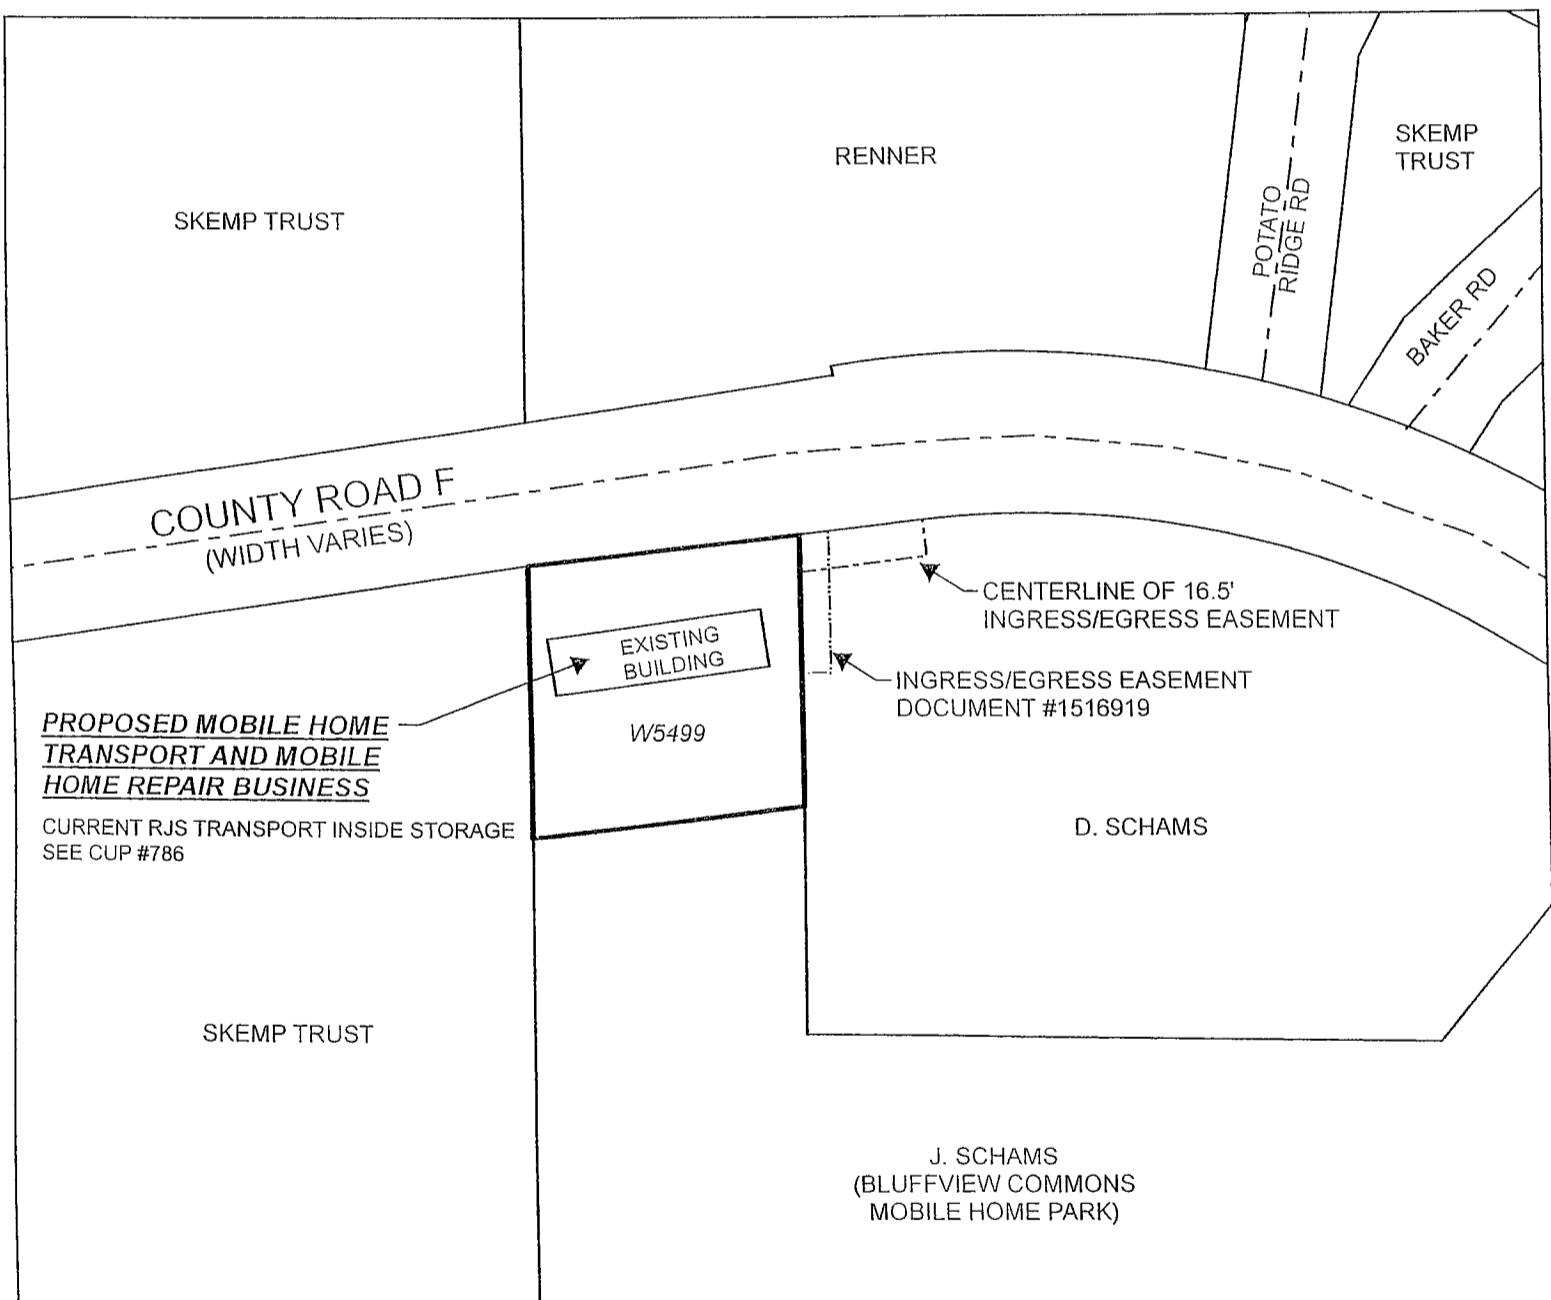 SKEMP TRUST
RENNER
SKEMP
TRUST
POTATO
RIDGE RD
BAKER RD
COUNTY ROAD F
(WIDTH VARIES)
CENTERLINE OF 16.5'
INGRESS/EGRESS EASEMENT
EXISTING
BUILDING
INGRESS/EGRESS EASEMENT
DOCUMENT #1516919
W5499
PROPOSED MOBILE HOME
TRANSPORT AND MOBILE
HOME REPAIR BUSINESS
CURRENT RJS TRANSPORT INSIDE STORAGE
SEE CUP #786
D. SCHAMS
SKEMP TRUST
J. SCHAMS
(BLUFFVIEW COMMONS
MOBILE HOME PARK)